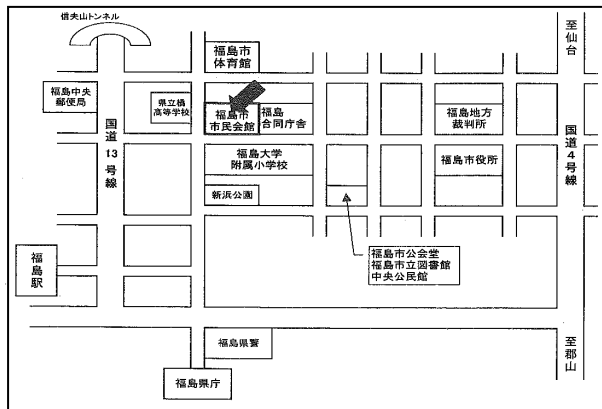 信夫山トンネル
至仙台
福島市
体育館
福島中央
郵便局
県立橘
高等学校
福島市
市民会館
福島
合同庁舎
福島地方
裁判所
国道13号線
国道4号線
福島大学
附属小学校
福島市役所
新浜公園
福島駅
福島市公会堂
福島市立図書館
中央公民館
福島県警
至郡山
福島県庁